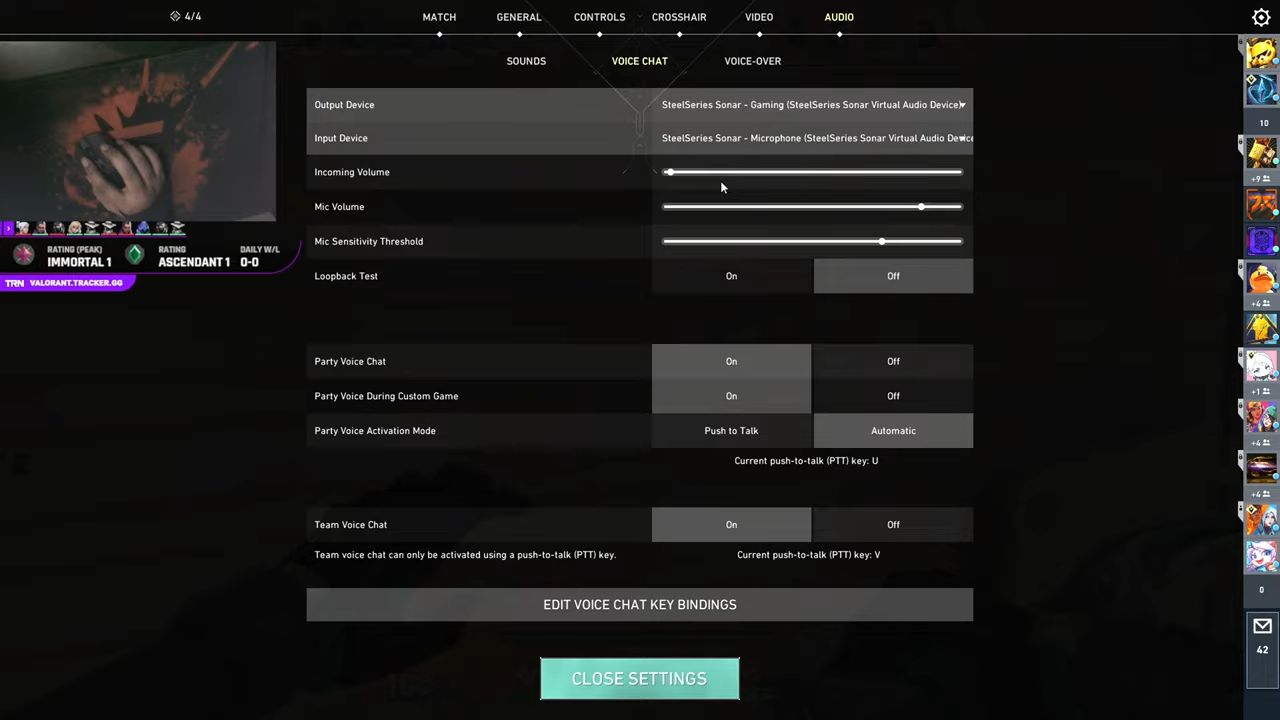 4/4
MATCH
GENERAL
CONTROLS
CROSSHAIR
VIDEO
AUDIO
SOUNDS
VOICE CHAT
VOICE-OVER
Output Device
SteelSeries Sonar - Gaming (SteelSeries Sonar Virtual Audio Device)
Input Device
SteelSeries Sonar - Microphone (SteelSeries Sonar Virtual Audio Device
Incoming Volume
Mic Volume
Mic Sensitivity Threshold
Loopback Test
On
Off
Party Voice Chat
On
Off
Party Voice During Custom Game
On
Off
Party Voice Activation Mode
Push to Talk
Automatic
Current push-to-talk (PTT) key: U
Team Voice Chat
On
Off
Team voice chat can only be activated using a push-to-talk (PTT) key.
Current push-to-talk (PTT) key: V
EDIT VOICE CHAT KEY BINDINGS
CLOSE SETTINGS
RATING (PEAK)
IMMORTAL 1
RATING
ASCENDANT 1
DAILY W/L
0-0
TRN VALORANT.TRACKER.GG
10
+9
+4
+1
+4
+4
0
42